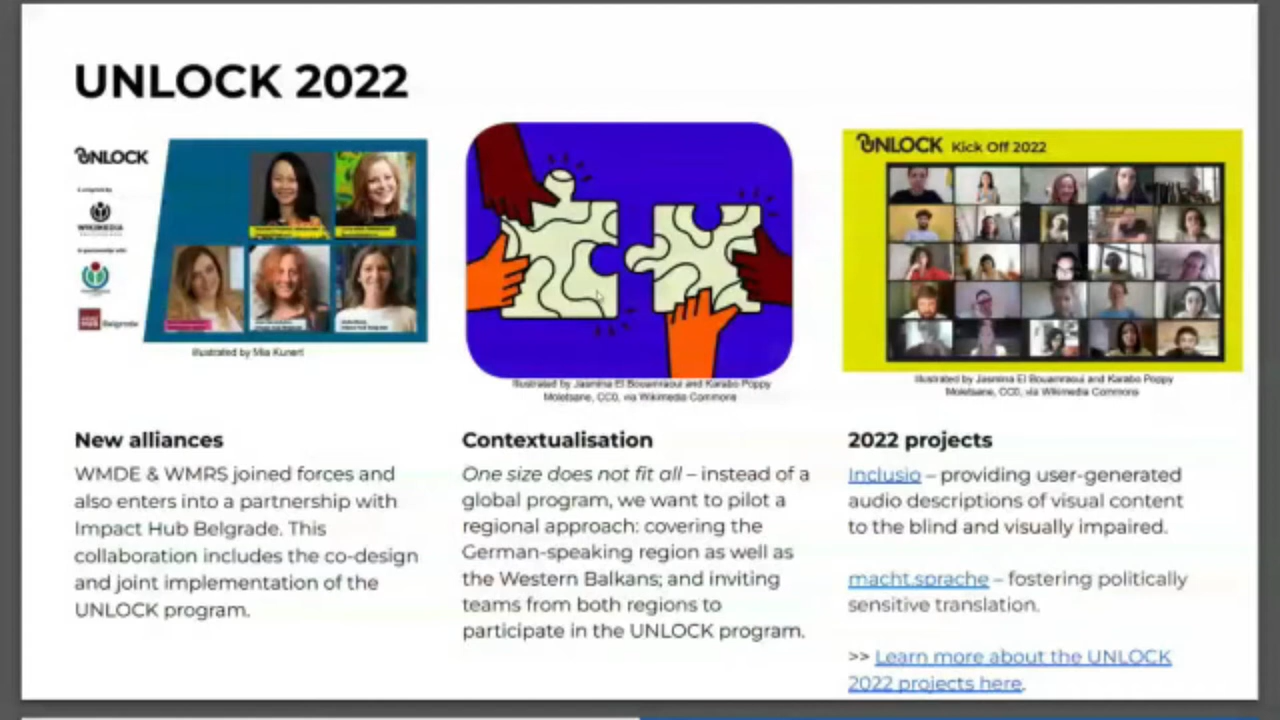 UNLOCK 2022
UNLOCK
WIKIMEDIA
Belgrade
Illustrated by Mia Kunert
Illustrated by Jasmina El Bouamraoui and Karabo Poppy
Moletsane, CC0, via Wikimedia Commons
UNLOCK Kick Off 2022
Illustrated by Jasmina El Bouamraoui and Karabo Poppy
Moletsane, CC0, via Wikimedia Commons
New alliances
WMDE & WMRS joined forces and
also enters into a partnership with
Impact Hub Belgrade. This
collaboration includes the co-design
and joint implementation of the
UNLOCK program.
Contextualisation
One size does not fit all – instead of a
global program, we want to pilot a
regional approach: covering the
German-speaking region as well as
the Western Balkans; and inviting
teams from both regions to
participate in the UNLOCK program.
2022 projects
Inclusio – providing user-generated
audio descriptions of visual content
to the blind and visually impaired.
macht.sprache – fostering politically
sensitive translation.
>> Learn more about the UNLOCK
2022 projects here.